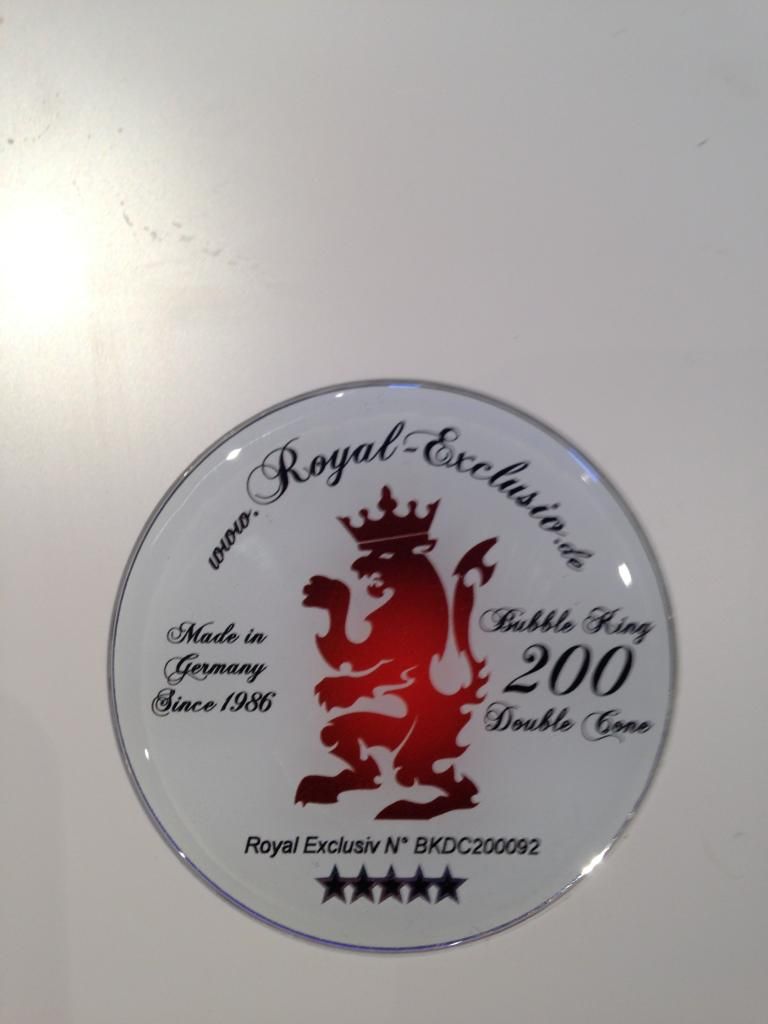 www.Royal-Exclusiv.de
Made in
Germany
Since 1986
Bubble King
200
Double Cone
Royal Exclusiv N° BKDC200092